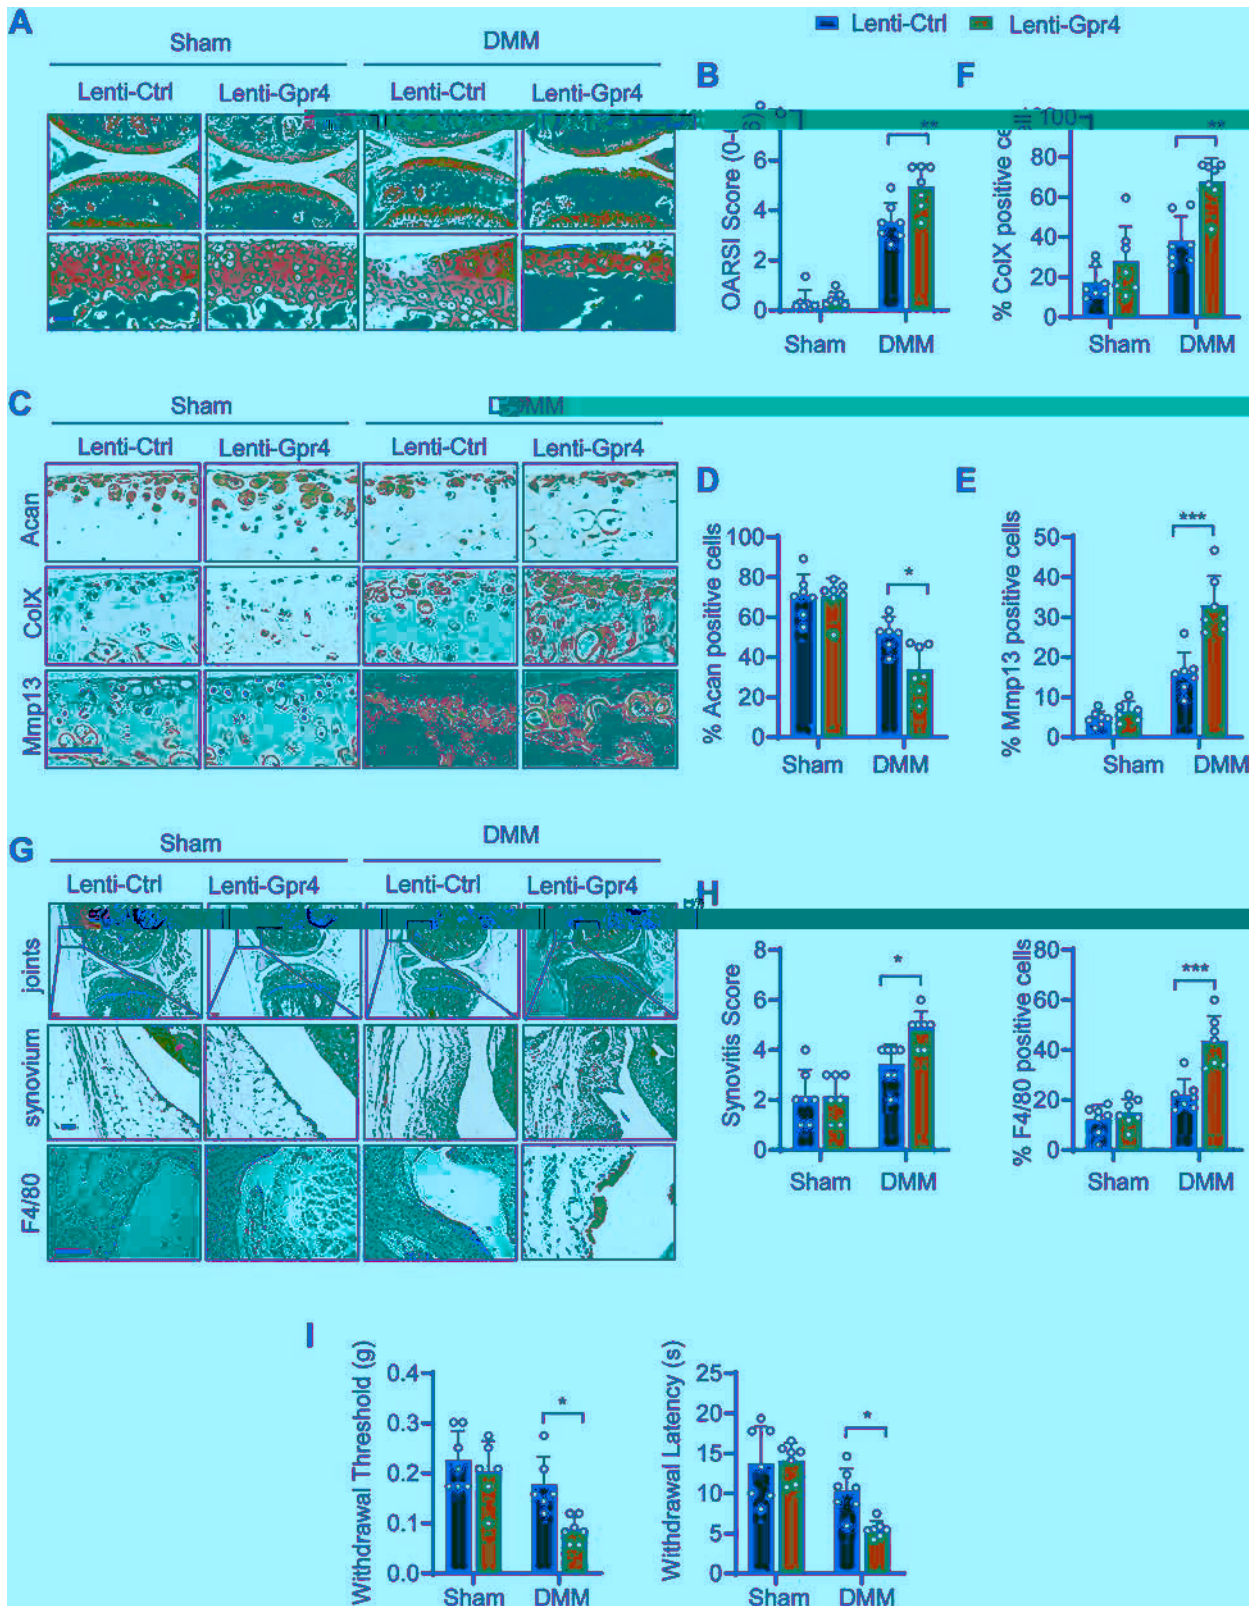 A
Sham
DMM
Lenti-Ctrl
Lenti-Gpr4
Lenti-Ctrl
Lenti-Gpr4
Lenti-Ctrl
Lenti-Gpr4
B
OARSI Score
**
6
4
2
0
Sham
DMM
F
% ColX positive
100
80
60
40
20
0
**
Sham
DMM
C
Sham
Lenti-Ctrl
Lenti-Gpr4
Lenti-Ctrl
Lenti-Gpr4
Acan
ColX
Mmp13
D
% Acan positive cells
100
80
60
40
20
0
*
Sham
DMM
E
% Mmp13 positive cells
50
40
30
20
10
0
***
Sham
DMM
G
Sham
DMM
Lenti-Ctrl
Lenti-Gpr4
Lenti-Ctrl
Lenti-Gpr4
joints
synovium
F4/80
H
Synovitis Score
8
6
4
2
0
*
Sham
DMM
% F4/80 positive cells
80
60
40
20
0
***
Sham
DMM
I
Withdrawal Threshold (g)
0.4
0.3
0.2
0.1
0.0
*
Sham
DMM
Withdrawal Latency (s)
25
20
15
10
5
0
*
Sham
DMM